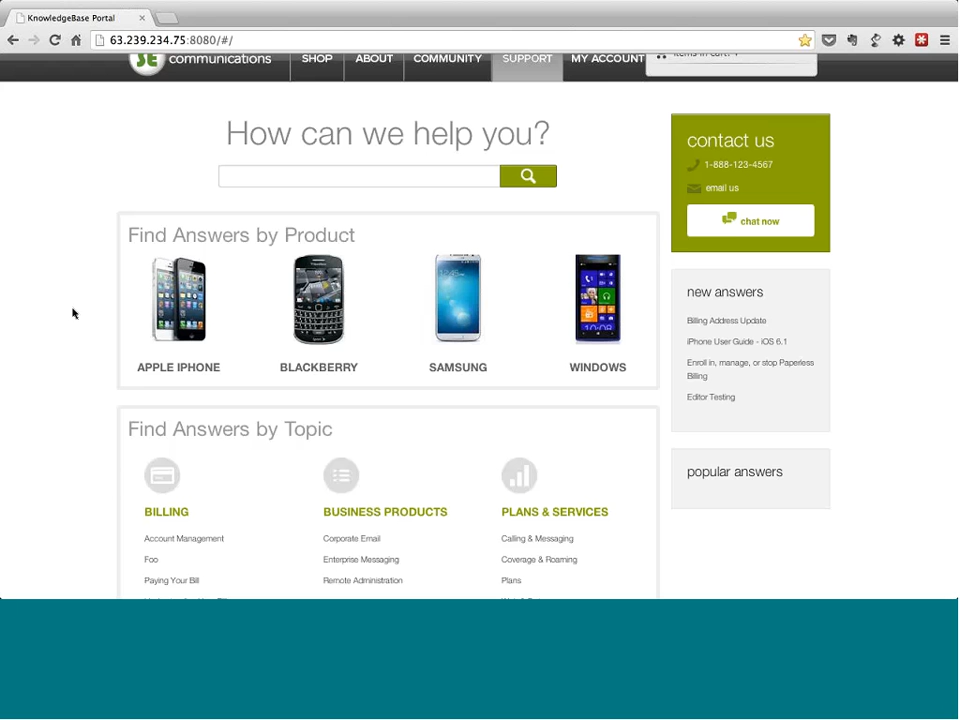 KnowledgeBase Portal
63.239.234.75:8080/#/
SE communications SHOP ABOUT COMMUNITY SUPPORT MY ACCOUNT
How can we help you?
contact us
1-888-123-4567
email us
chat now
Find Answers by Product
APPLE IPHONE BLACKBERRY SAMSUNG WINDOWS
new answers
Billing Address Update
iPhone User Guide - iOS 6.1
Enroll in, manage, or stop Paperless
Billing
Editor Testing
Find Answers by Topic
popular answers
BILLING BUSINESS PRODUCTS PLANS & SERVICES
Account Management Corporate Email Calling & Messaging
Foo Enterprise Messaging Coverage & Roaming
Paying Your Bill Remote Administration Plans